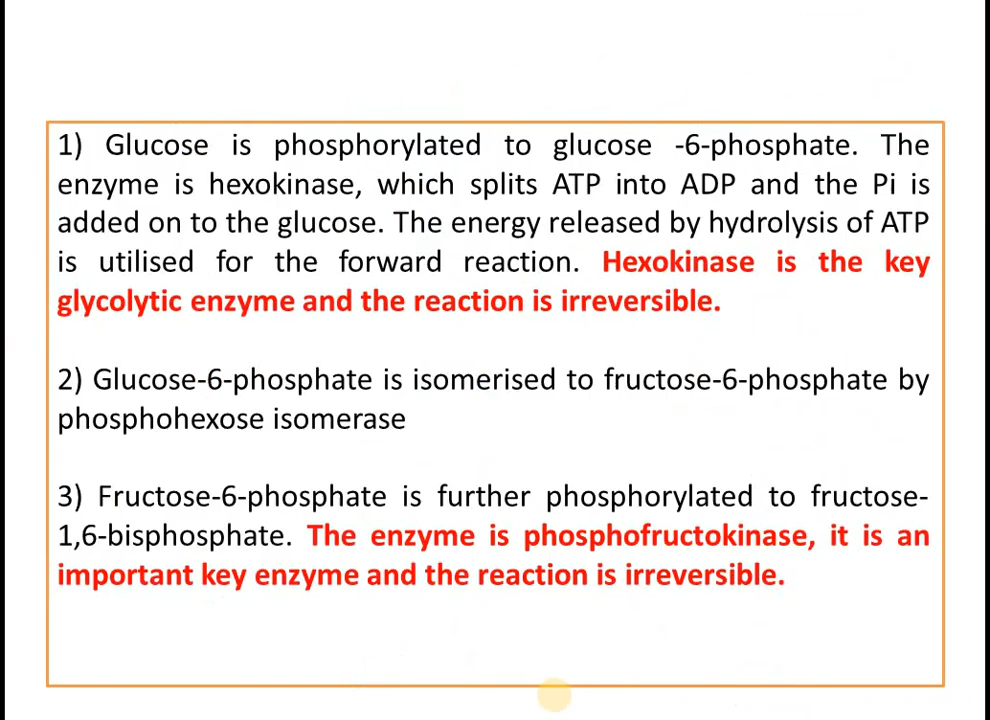 1) Glucose is phosphorylated to glucose -6-phosphate. The
enzyme is hexokinase, which splits ATP into ADP and the Pi is
added on to the glucose. The energy released by hydrolysis of ATP
is utilised for the forward reaction. Hexokinase is the key
glycolytic enzyme and the reaction is irreversible.
2) Glucose-6-phosphate is isomerised to fructose-6-phosphate by
phosphohexose isomerase
3) Fructose-6-phosphate is further phosphorylated to fructose-
1,6-bisphosphate. The enzyme is phosphofructokinase, it is an
important key enzyme and the reaction is irreversible.